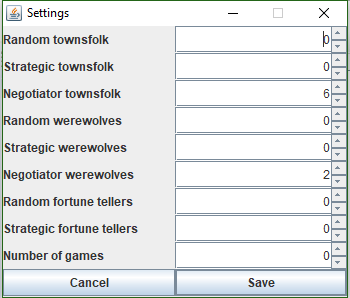 Settings
Random townsfolk 0
Strategic townsfolk 0
Negotiator townsfolk 6
Random werewolves 0
Strategic werewolves 0
Negotiator werewolves 2
Random fortune tellers 0
Strategic fortune tellers 0
Number of games 0
Cancel Save